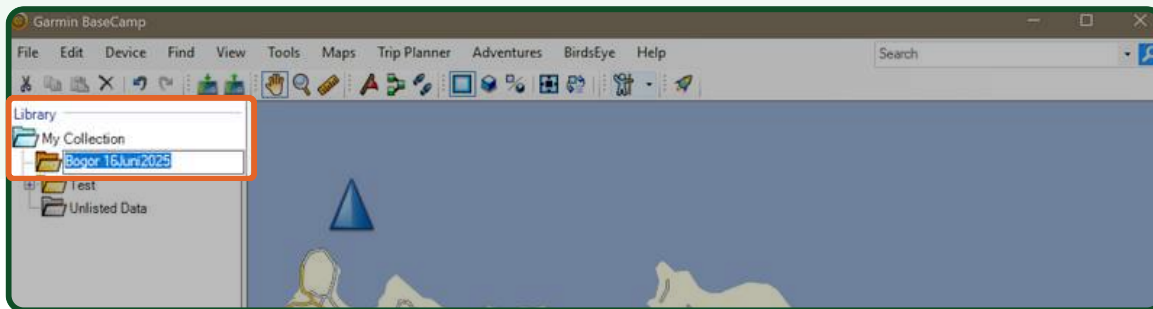 Garmin BaseCamp
File Edit Device Find View Tools Maps Trip Planner Adventures BirdsEye Help Search
Library
My Collection
Bogor 16Juni2025
Test
Unlisted Data